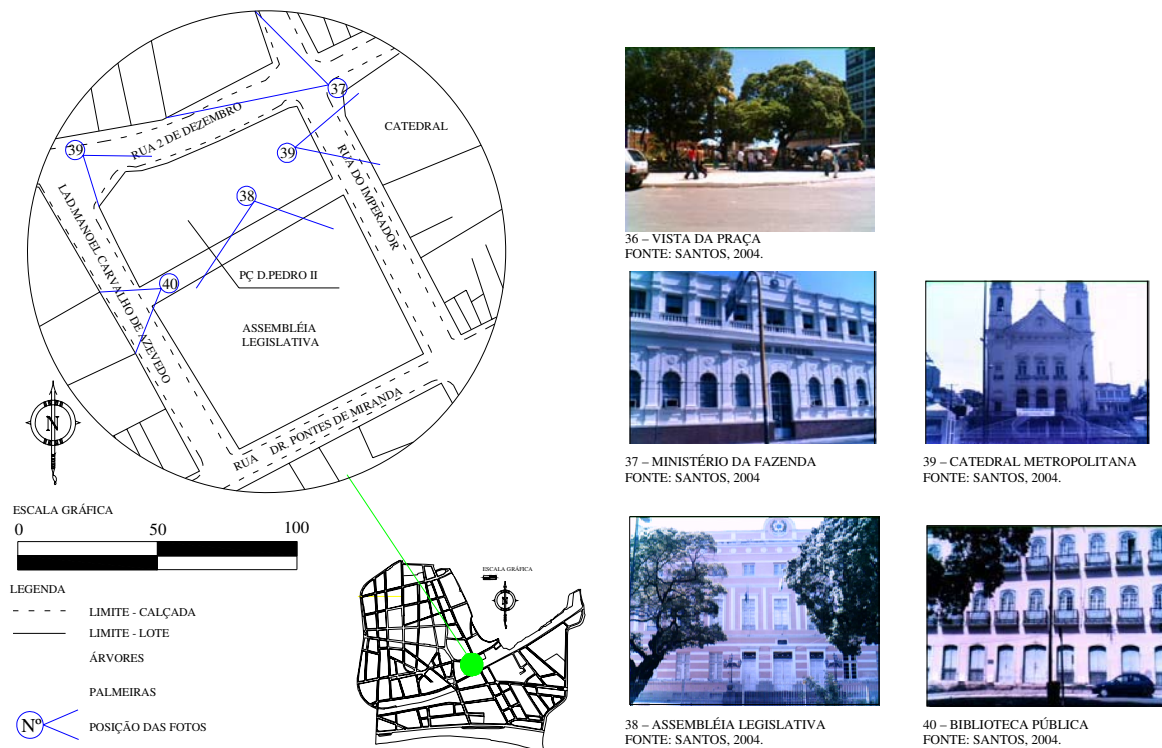 37
CATEDRAL
RUA 2 DE DEZEMBRO
39
39
RUA DO IMPERADOR
38
LAD.MANOEL CARVALHO DE AZEVEDO
40
PÇ D.PEDRO II
ASSEMBLÉIA
LEGISLATIVA
RUA DR. PONTES DE MIRANDA
N
ESCALA GRÁFICA
0 50 100
LEGENDA
LIMITE - CALÇADA
LIMITE - LOTE
ÁRVORES
PALMEIRAS
Nº POSIÇÃO DAS FOTOS
ESCALA GRÁFICA
N
36 – VISTA DA PRAÇA
FONTE: SANTOS, 2004.
37 – MINISTÉRIO DA FAZENDA
FONTE: SANTOS, 2004
39 – CATEDRAL METROPOLITANA
FONTE: SANTOS, 2004.
38 – ASSEMBLÉIA LEGISLATIVA
FONTE: SANTOS, 2004.
40 – BIBLIOTECA PÚBLICA
FONTE: SANTOS, 2004.